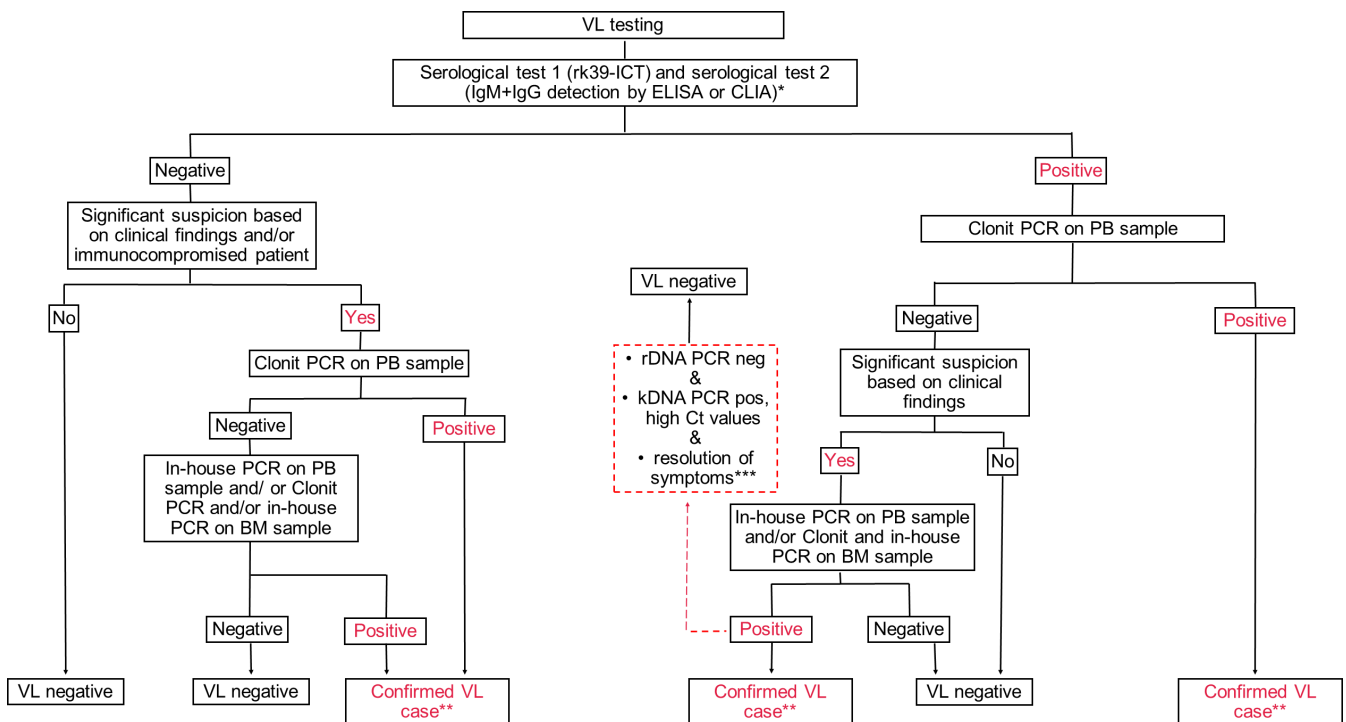 VL testing
Serological test 1 (rk39-ICT) and serological test 2
(IgM+IgG detection by ELISA or CLIA)*
Negative
Positive
Significant suspicion based
on clinical findings and/or
immunocompromised patient
Clonit PCR on PB sample
VL negative
No
Yes
Negative
Positive
Clonit PCR on PB sample
• rDNA PCR neg
&
• kDNA PCR pos,
high Ct values
&
• resolution of
symptoms***
Significant suspicion
based on clinical
findings
Negative
Positive
Yes
No
In-house PCR on PB
sample and/ or Clonit
PCR and/or in-house
PCR on BM sample
In-house PCR on PB sample
and/or Clonit and in-house
PCR on BM sample
Negative
Positive
Positive
Negative
VL negative
VL negative
Confirmed VL
case**
Confirmed VL
case**
VL negative
Confirmed VL
case**